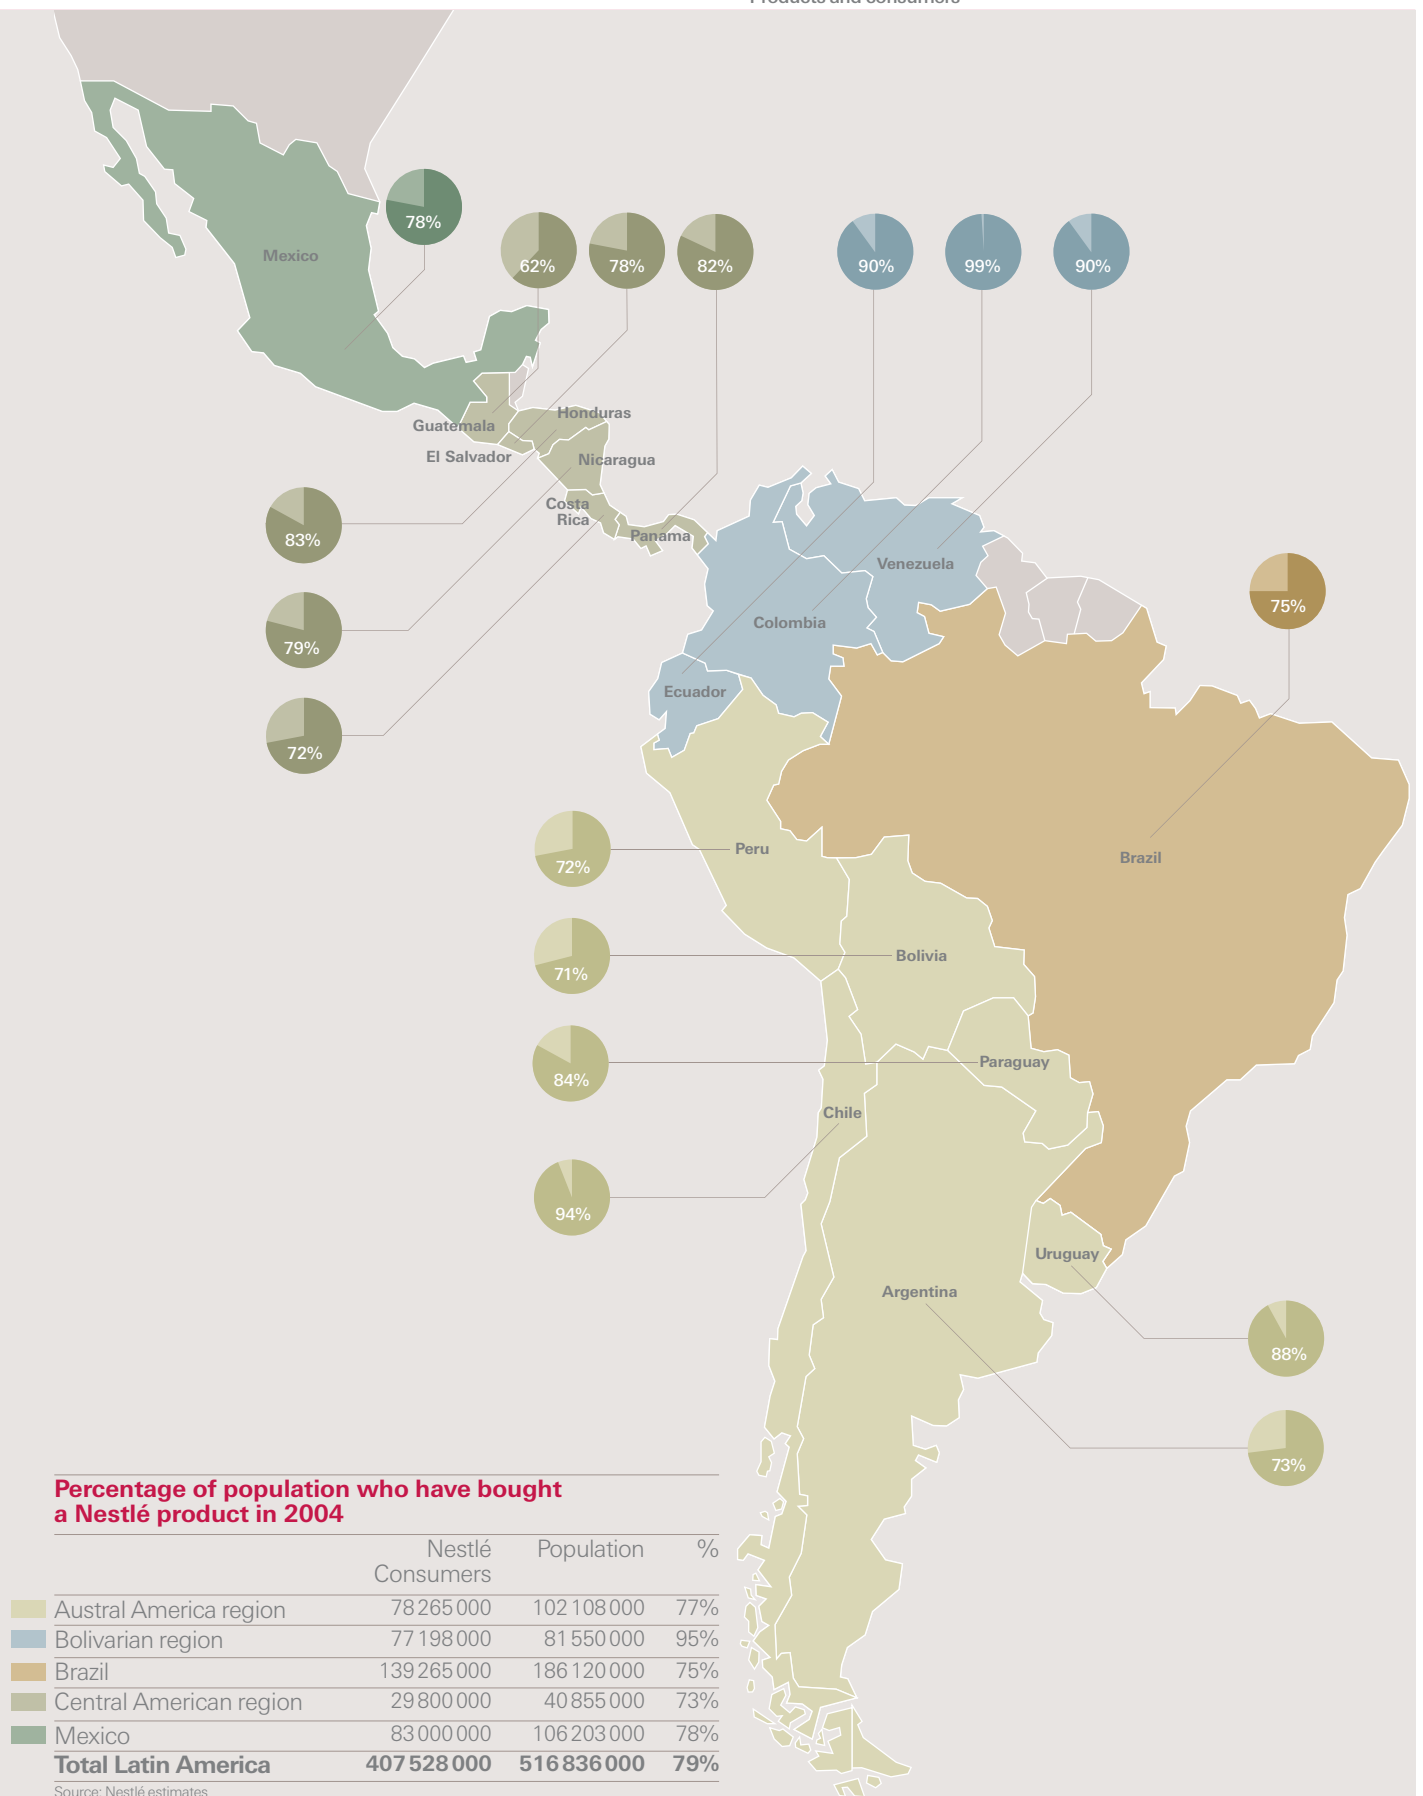 Products and consumers
78%
Mexico
62%
78%
82%
90%
99%
90%
Honduras
Guatemala
El Salvador
Nicaragua
Costa
Rica
Panama
83%
Venezuela
75%
79%
Colombia
Ecuador
72%
Peru
72%
Brazil
Bolivia
71%
Paraguay
84%
Chile
94%
Uruguay
Argentina
88%
73%
Percentage of population who have bought
a Nestlé product in 2004
Nestlé Population %
Consumers
Austral America region 78 265 000 102 108 000 77%
Bolivarian region 77 198 000 81 550 000 95%
Brazil 139 265 000 186 120 000 75%
Central American region 29 800 000 40 855 000 73%
Mexico 83 000 000 106 203 000 78%
Total Latin America 407 528 000 516 836 000 79%
Source: Nestlé estimates